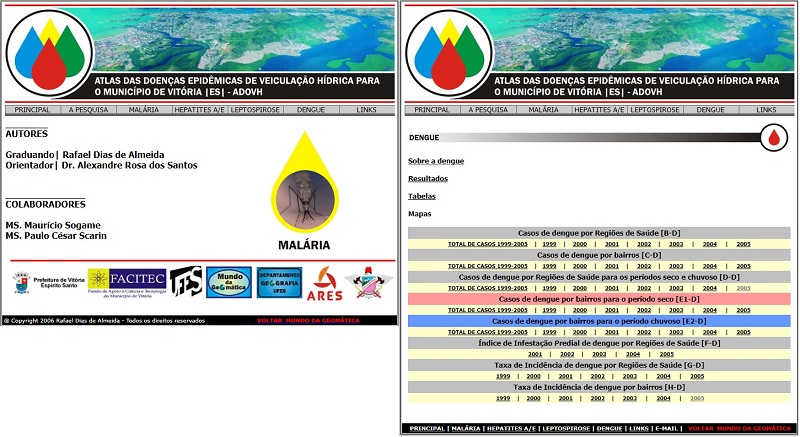 ATLAS DAS DOENÇAS EPIDÊMICAS DE VEICULAÇÃO HÍDRICA PARA
O MUNICÍPIO DE VITÓRIA |ES| - ADOVH
PRINCIPAL A PESQUISA MALÁRIA HEPATITES A/E LEPTOSPIROSE DENGUE LINKS
AUTORES
Graduando| Rafael Dias de Almeida
Orientador| Dr. Alexandre Rosa dos Santos
COLABORADORES
MS. Maurício Sogame
MS. Paulo César Scarin
MALÁRIA
Prefeitura de Vitória
Espírito Santo
FACITEC
Fundo de Apoio à Ciência e Tecnologia
do Município de Vitória
UFES
Mundo
da
Geomática
DEPARTAMENTO
GEOGRAFIA
UFES
ARES
@ Copyright 2006 Rafael Dias de Almeida - Todos os direitos reservados
VOLTAR MUNDO DA GEOMÁTICA
ATLAS DAS DOENÇAS EPIDÊMICAS DE VEICULAÇÃO HÍDRICA PARA
O MUNICÍPIO DE VITÓRIA |ES| - ADOVH
PRINCIPAL A PESQUISA MALÁRIA HEPATITES A/E LEPTOSPIROSE DENGUE LINKS
DENGUE
Sobre a dengue
Resultados
Tabelas
Mapas
Casos de dengue por Regiões de Saúde [B-D]
TOTAL DE CASOS 1999-2005 | 1999 | 2000 | 2001 | 2002 | 2003 | 2004 | 2005
Casos de dengue por bairros [C-D]
TOTAL DE CASOS 1999-2005 | 1999 | 2000 | 2001 | 2002 | 2003 | 2004 | 2005
Casos de dengue por Regiões de Saúde para os períodos seco e chuvoso [D-D]
TOTAL DE CASOS 1999-2005 | 1999 | 2000 | 2001 | 2002 | 2003 | 2004 | 2005
Casos de dengue por bairros para o período seco [E1-D]
TOTAL DE CASOS 1999-2005 | 1999 | 2000 | 2001 | 2002 | 2003 | 2004 | 2005
Casos de dengue por bairros para o período chuvoso [E2-D]
TOTAL DE CASOS 1999-2005 | 1999 | 2000 | 2001 | 2002 | 2003 | 2004 | 2005
Índice de Infestação Predial de dengue por Regiões de Saúde [F-D]
2001 | 2002 | 2003 | 2004 | 2005
Taxa de Incidência de dengue por Regiões de Saúde [G-D]
1999 | 2000 | 2001 | 2002 | 2003 | 2004 | 2005
Taxa de Incidência de dengue por bairros [H-D]
1999 | 2000 | 2001 | 2002 | 2003 | 2004 | 2005
PRINCIPAL | MALÁRIA | HEPATITES A/E | LEPTOSPIROSE | DENGUE | LINKS | E-MAIL | VOLTAR MUNDO DA GEOMÁTICA